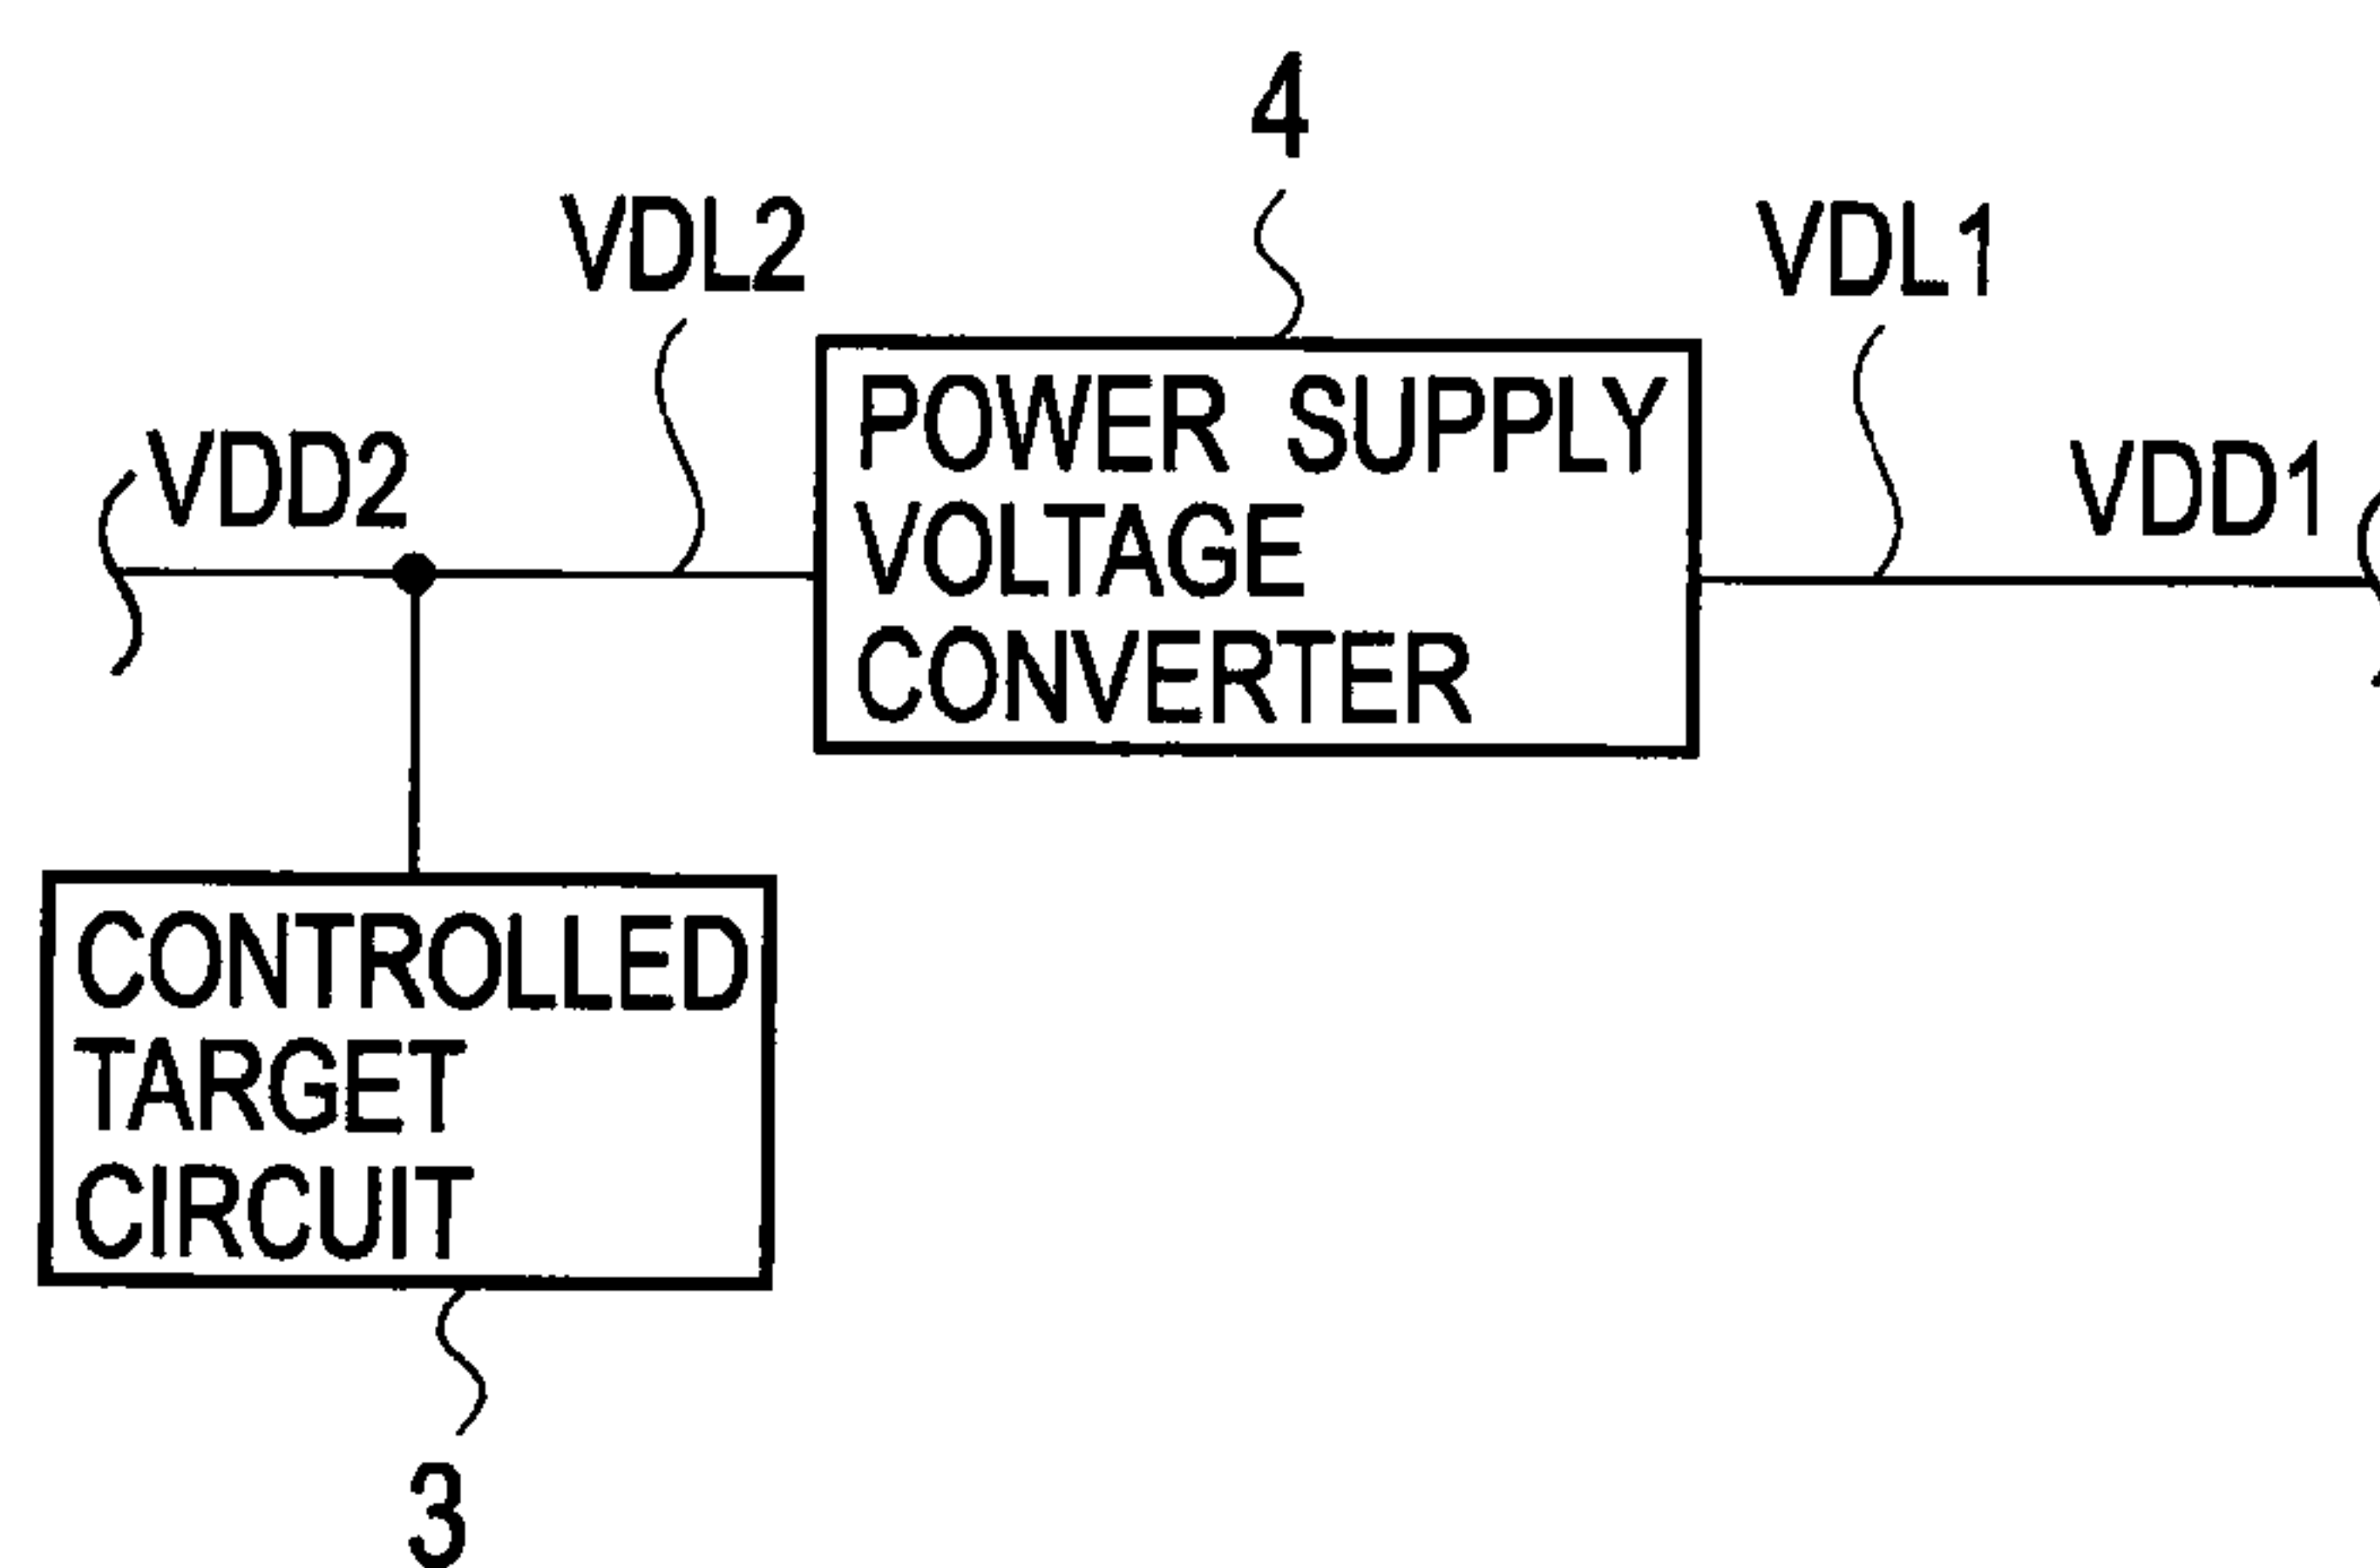 4
VDL2
VDL1
VDD2
VDD1
POWER SUPPLY
VOLTAGE
CONVERTER
CONTROLLED
TARGET
CIRCUIT
3